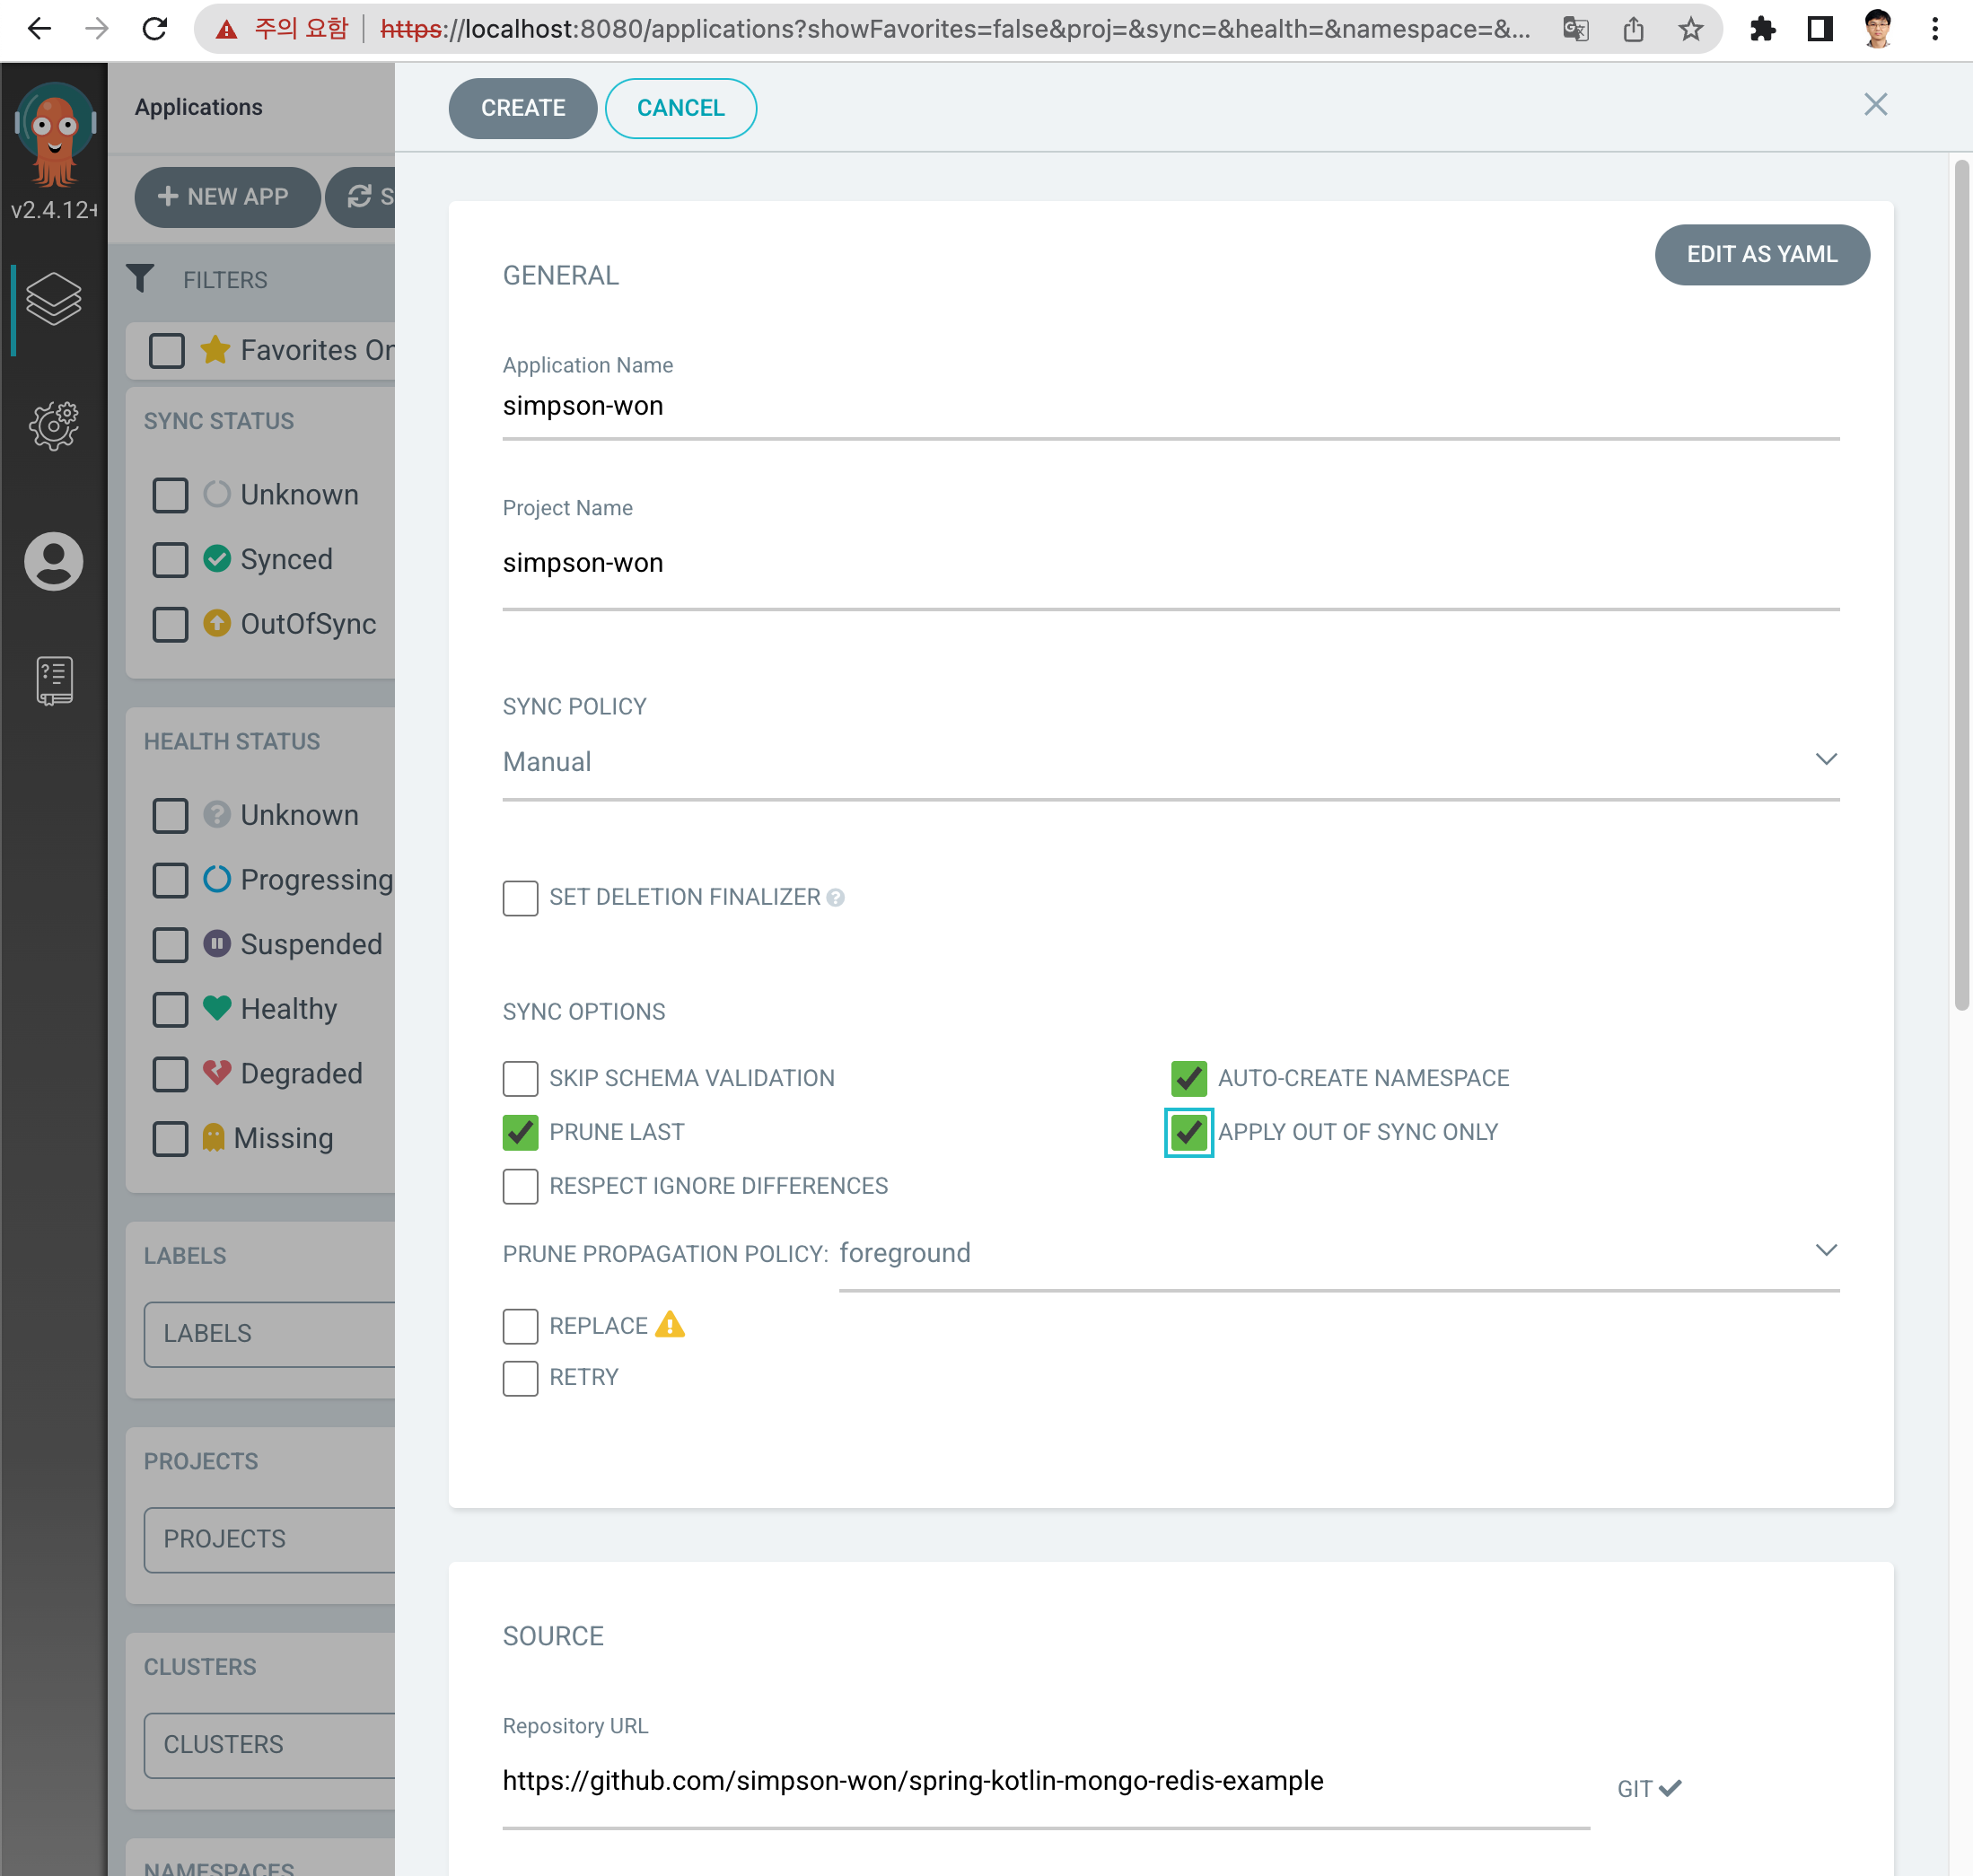 주의 요함
https://localhost:8080/applications?showFavorites=false&proj=&sync=&health=&namespace=&...
v2.4.12+
Applications
NEW APP
FILTERS
Favorites
SYNC STATUS
Unknown
Synced
OutOfSync
HEALTH STATUS
Unknown
Progressing
Suspended
Healthy
Degraded
Missing
LABELS
LABELS
PROJECTS
PROJECTS
CLUSTERS
CLUSTERS
NAMESPACES
CREATE
CANCEL
EDIT AS YAML
GENERAL
Application Name
simpson-won
Project Name
simpson-won
SYNC POLICY
Manual
SET DELETION FINALIZER
SYNC OPTIONS
SKIP SCHEMA VALIDATION
AUTO-CREATE NAMESPACE
PRUNE LAST
APPLY OUT OF SYNC ONLY
RESPECT IGNORE DIFFERENCES
PRUNE PROPAGATION POLICY: foreground
REPLACE
RETRY
SOURCE
Repository URL
https://github.com/simpson-won/spring-kotlin-mongo-redis-example
GIT